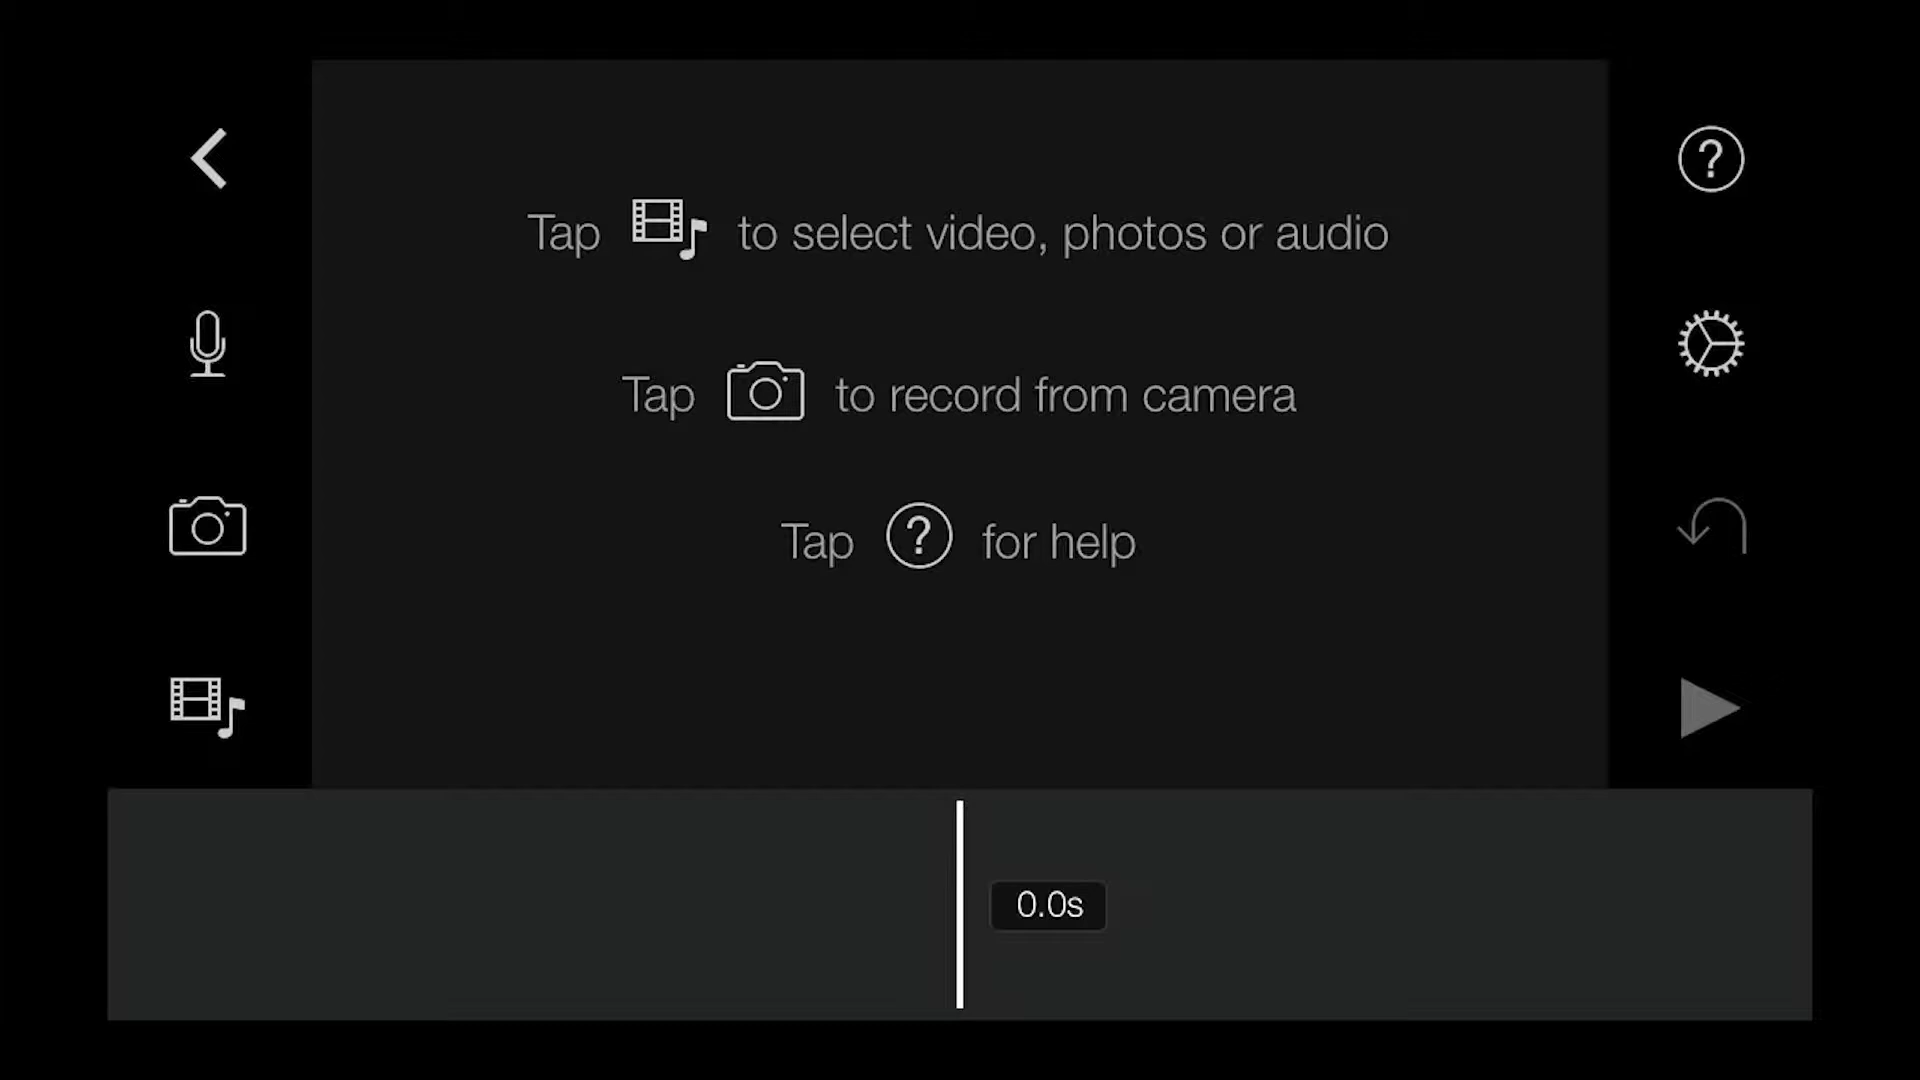 Tap to select video, photos or audio
Tap to record from camera
Tap ? for help
?
0.0s